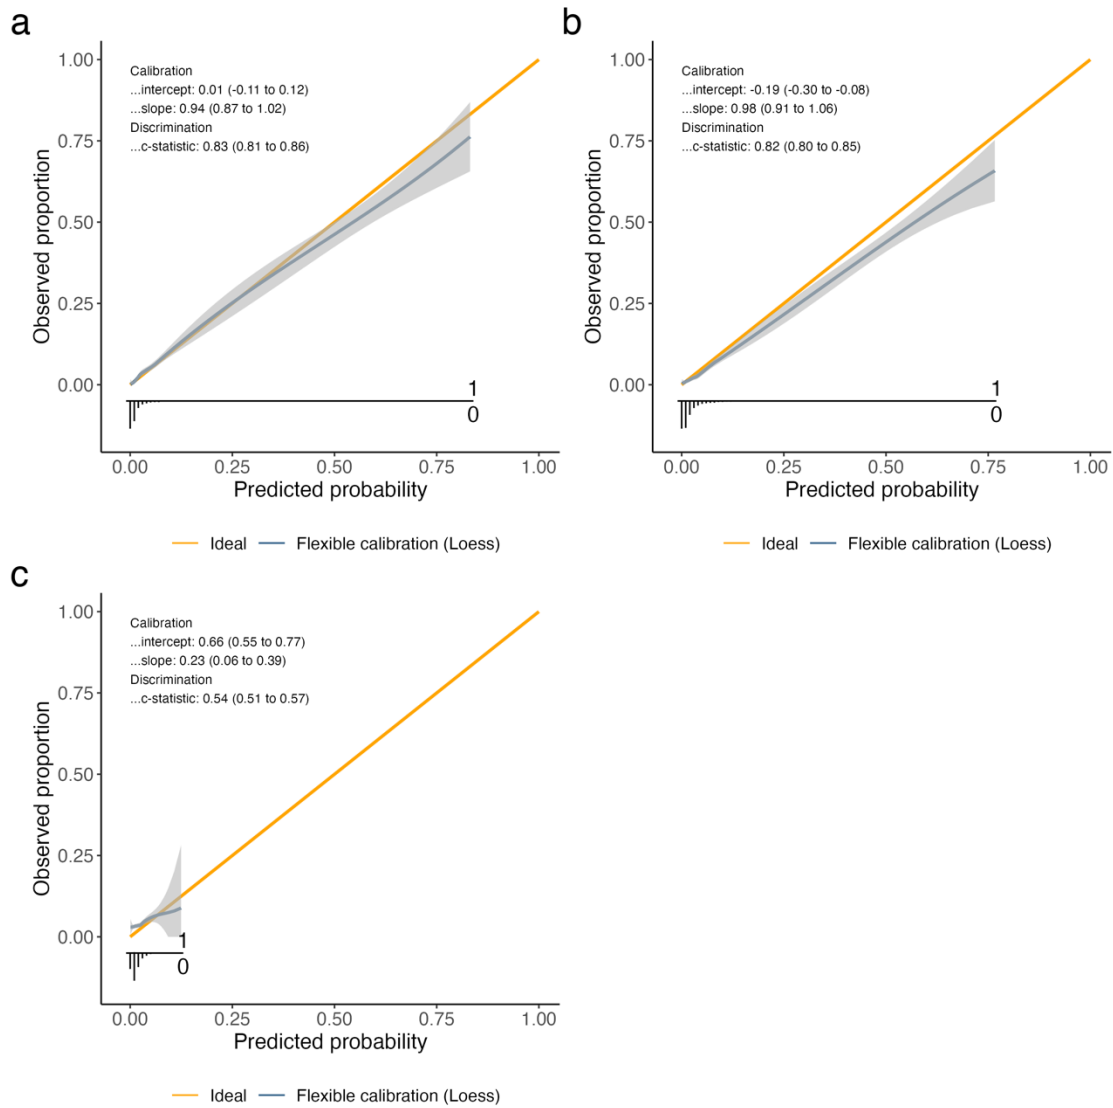 a
Calibration
...intercept: 0.01 (-0.11 to 0.12)
...slope: 0.94 (0.87 to 1.02)
Discrimination
...c-statistic: 0.83 (0.81 to 0.86)
Observed proportion
1.00
0.75
0.50
0.25
0.00
1
0
0.00 0.25 0.50 0.75 1.00
Predicted probability
Ideal Flexible calibration (Loess)
b
Calibration
...intercept: -0.19 (-0.30 to -0.08)
...slope: 0.98 (0.91 to 1.06)
Discrimination
...c-statistic: 0.82 (0.80 to 0.85)
Observed proportion
1.00
0.75
0.50
0.25
0.00
1
0
0.00 0.25 0.50 0.75 1.00
Predicted probability
Ideal Flexible calibration (Loess)
c
Calibration
...intercept: 0.66 (0.55 to 0.77)
...slope: 0.23 (0.06 to 0.39)
Discrimination
...c-statistic: 0.54 (0.51 to 0.57)
Observed proportion
1.00
0.75
0.50
0.25
0.00
1
0
0.00 0.25 0.50 0.75 1.00
Predicted probability
Ideal Flexible calibration (Loess)